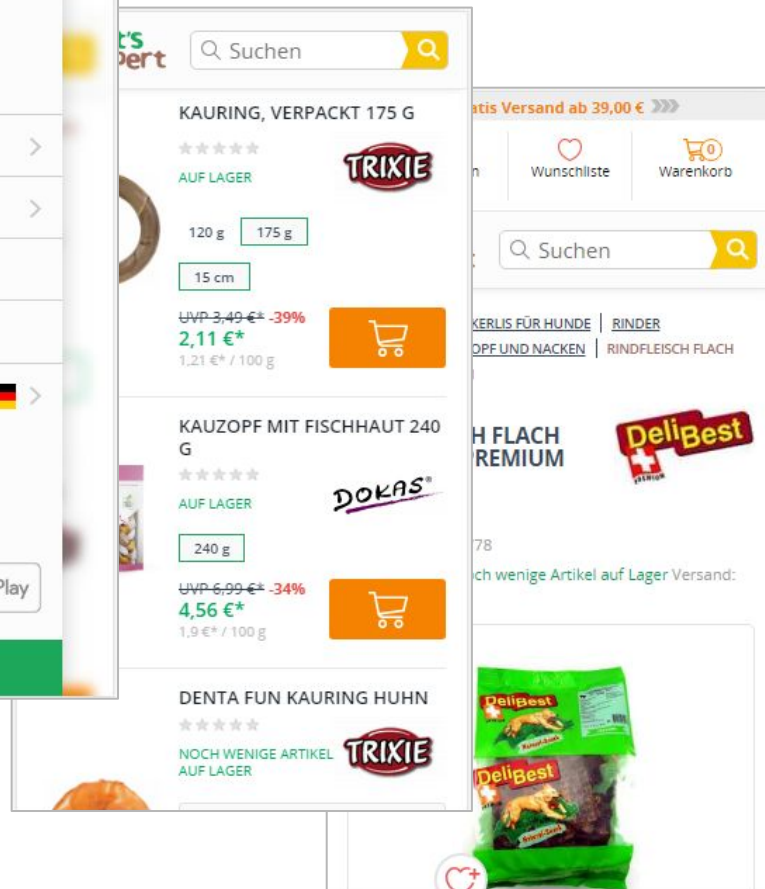 Play
t's
pert
Suchen
KAURING, VERPACKT 175 G
TRIXIE
AUF LAGER
120 g
175 g
15 cm
UVP 3,49 €* -39%
2,11 €*
1,21 €* / 100 g
KAUZOPF MIT FISCHHAUT 240
G
DOKAS
AUF LAGER
240 g
UVP 6,99 €* -34%
4,56 €*
1,9 €* / 100 g
DENTA FUN KAURING HUHN
TRIXIE
NOCH WENIGE ARTIKEL
AUF LAGER
atis Versand ab 39,00 €
n
Wunschliste
0
Warenkorb
Suchen
KERLIS FÜR HUNDE | RINDER
OPF UND NACKEN | RINDFLEISCH FLACH
H FLACH
REMIUM
DeliBest
PREMIUM
78
ch wenige Artikel auf Lager Versand:
DeliBest
DeliBest